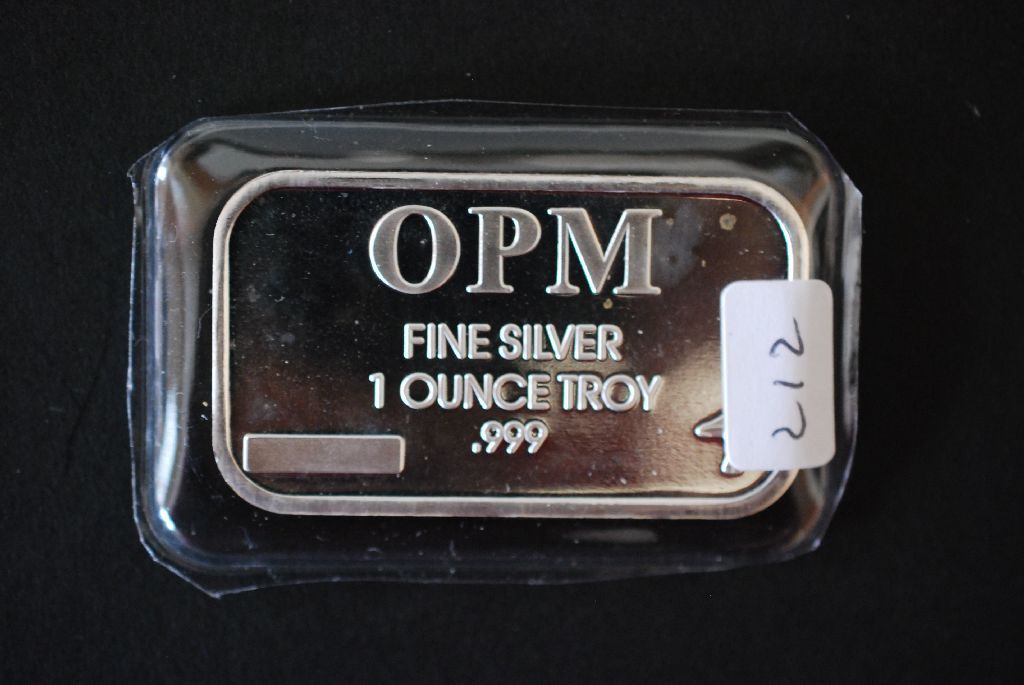 OPM
FINE SILVER
1 OUNCE TROY
.999
212